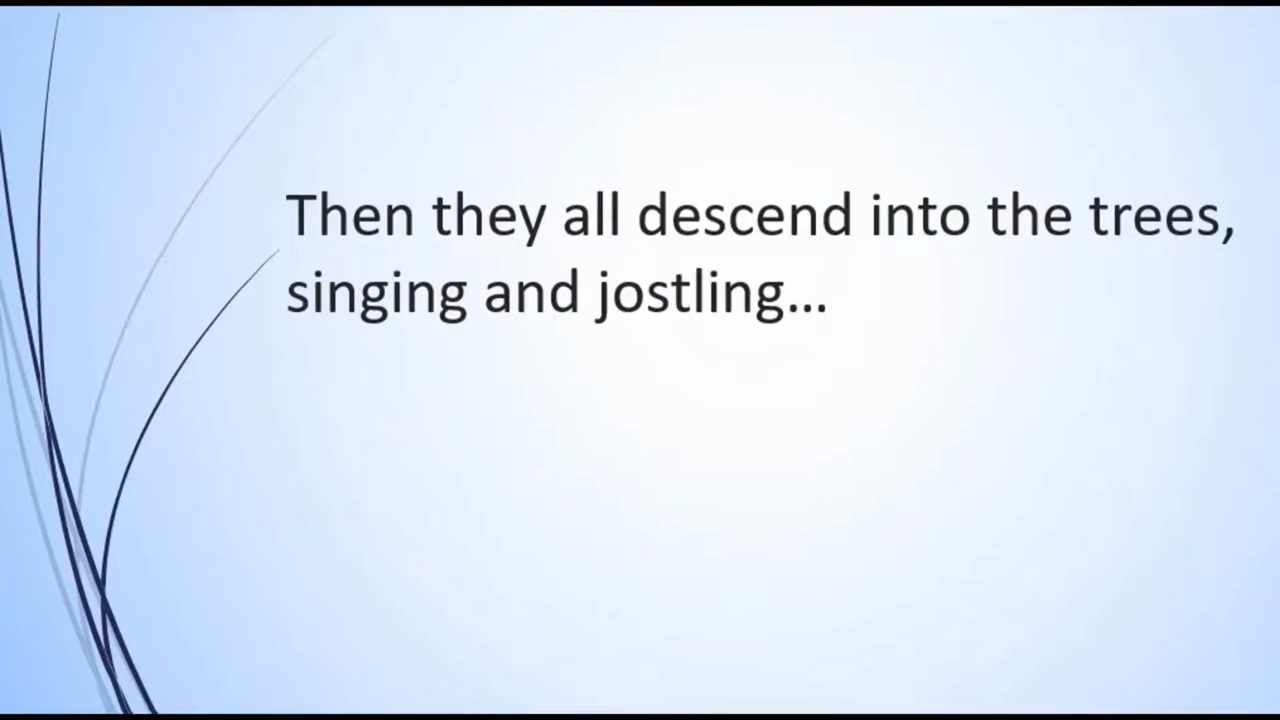 Then they all descend into the trees,
singing and jostling…